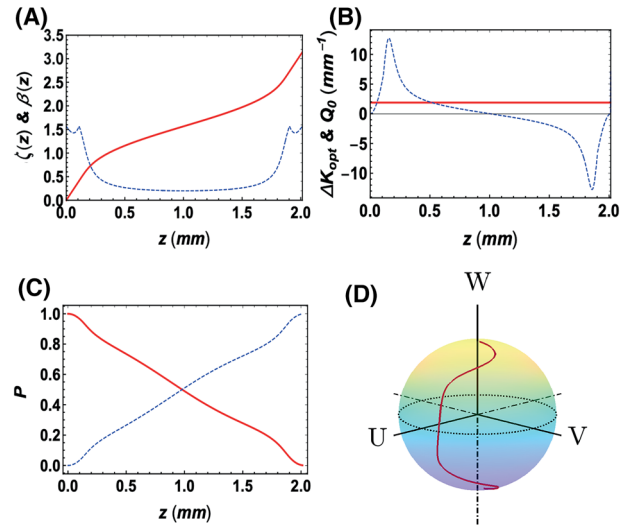 (A)
3.5
3.0
2.5
2.0
1.5
1.0
0.5
0.0
ζ(z) & β(z)
0.0 0.5 1.0 1.5 2.0
z (mm)
(B)
10
5
0
-5
-10
ΔK_opt & Q_0 (mm⁻¹)
0.0 0.5 1.0 1.5 2.0
z (mm)
(C)
1.0
0.8
0.6
0.4
0.2
0.0
P
0.0 0.5 1.0 1.5 2.0
z (mm)
(D)
W
U
V